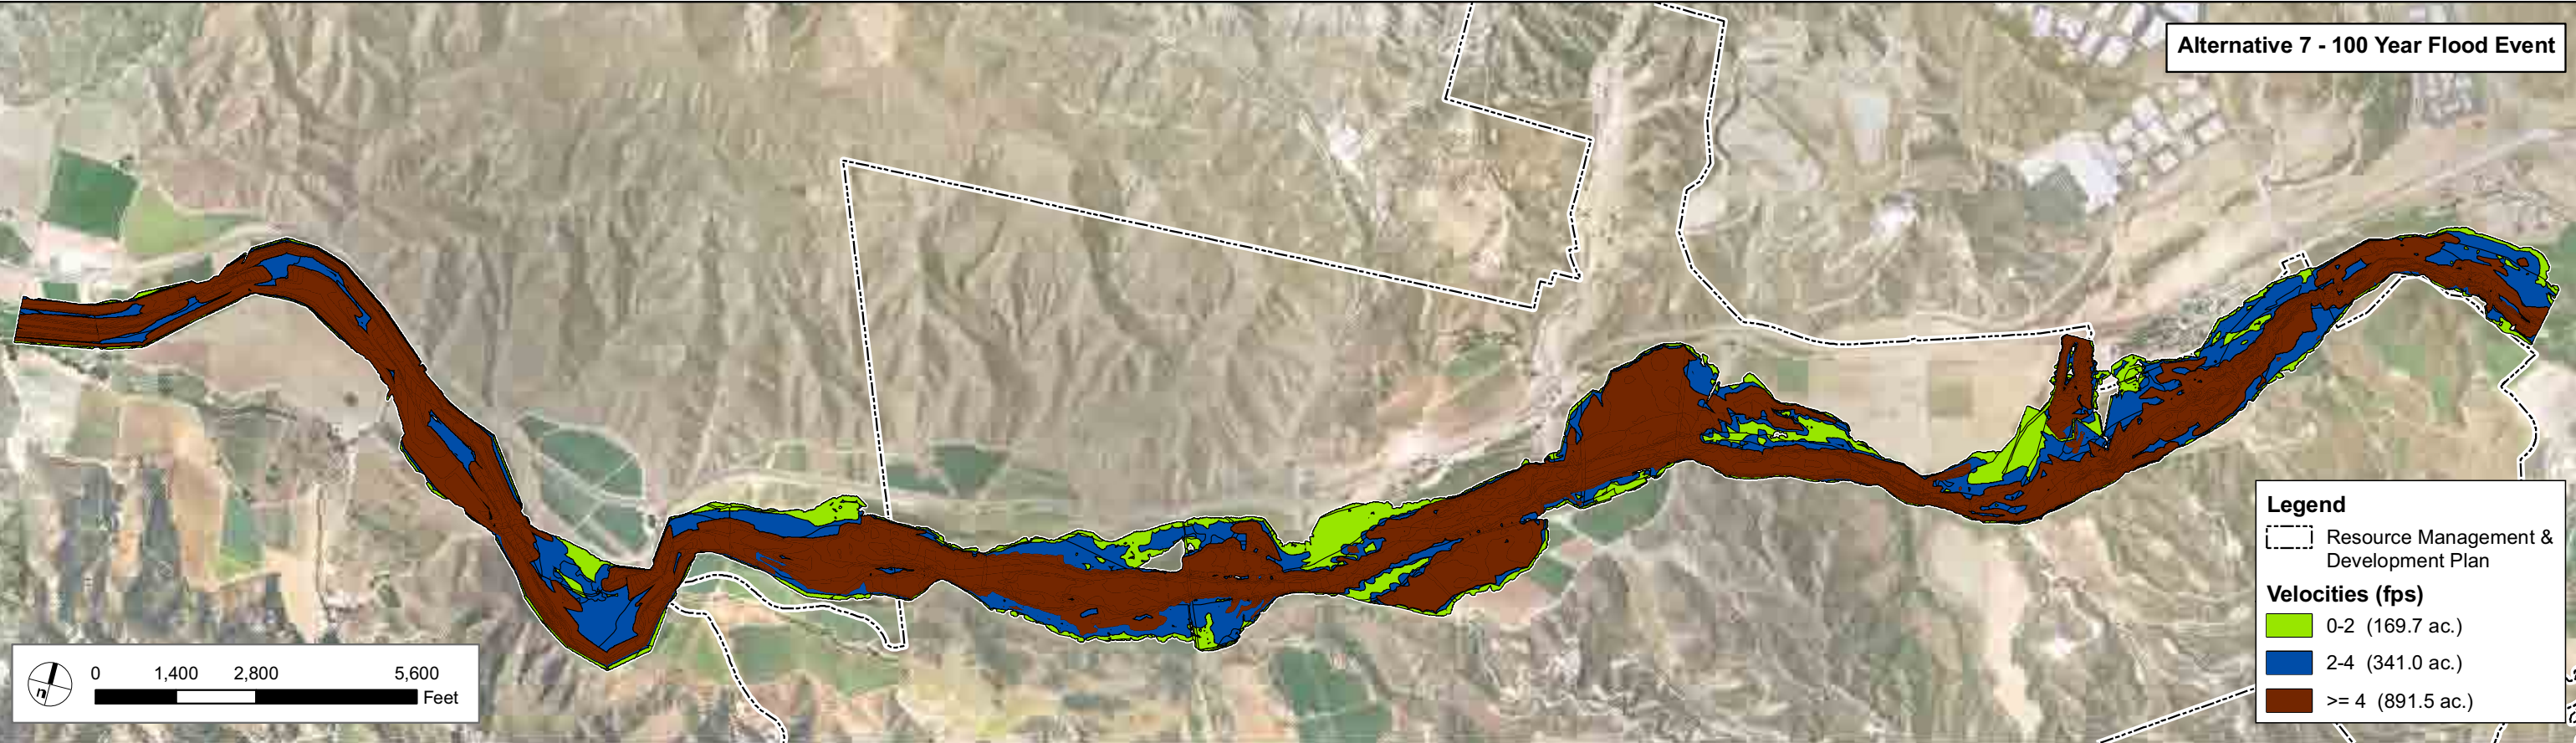 Alternative 7 - 100 Year Flood Event
Legend
Resource Management &
Development Plan
Velocities (fps)
0-2 (169.7 ac.)
2-4 (341.0 ac.)
>= 4 (891.5 ac.)
n
0 1,400 2,800 5,600
Feet